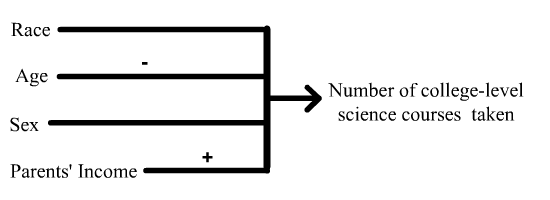 Race
-
Age
Number of college-level
science courses taken
Sex
+
Parents' Income